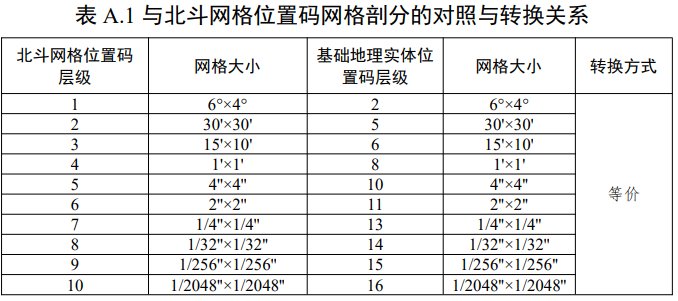 表 A.1 与北斗网格位置码网格剖分的对照与转换关系
北斗网格位置码层级 网格大小 基础地理实体位置码层级 网格大小 转换方式
1 6°×4° 2 6°×4° 等价
2 30'×30' 5 30'×30'
3 15'×10' 6 15'×10'
4 1'×1' 8 1'×1'
5 4"×4" 10 4"×4"
6 2"×2" 11 2"×2"
7 1/4"×1/4" 13 1/4"×1/4"
8 1/32"×1/32" 14 1/32"×1/32"
9 1/256"×1/256" 15 1/256"×1/256"
10 1/2048"×1/2048" 16 1/2048"×1/2048"